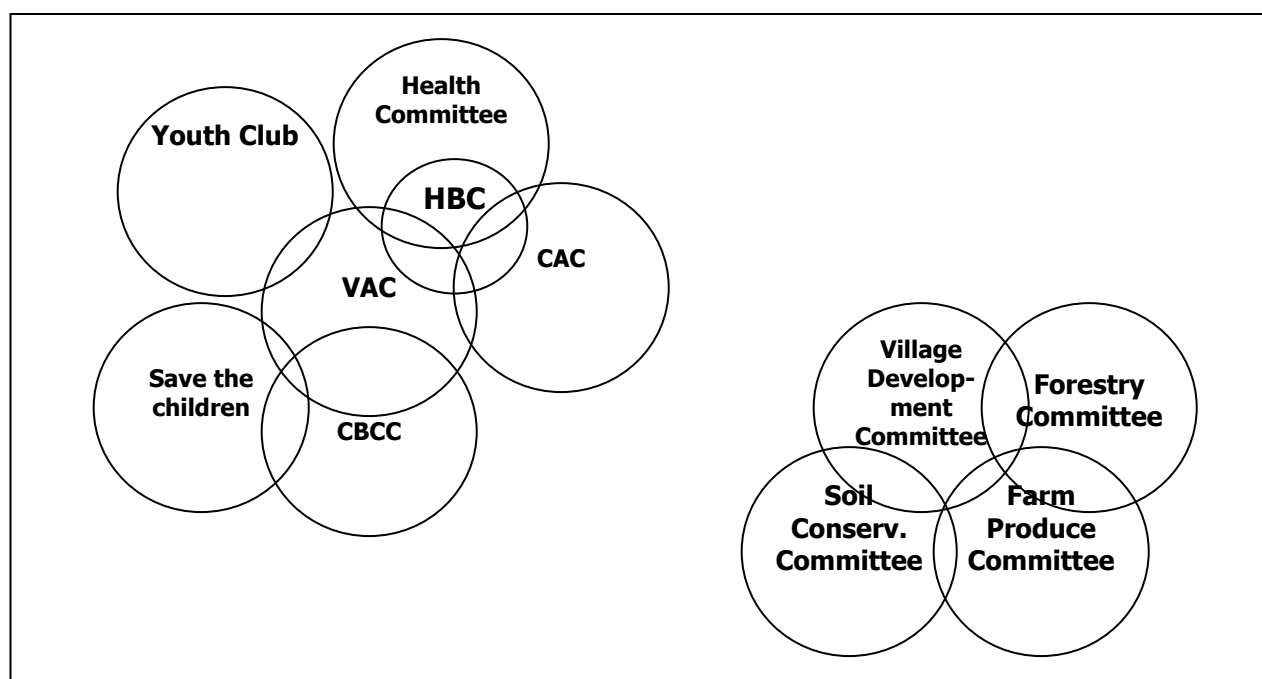 Health
Committee
Youth Club
HBC
CAC
VAC
Save the
children
CBCC
Village
Develop-
ment
Committee
Forestry
Committee
Soil
Conserv.
Committee
Farm
Produce
Committee